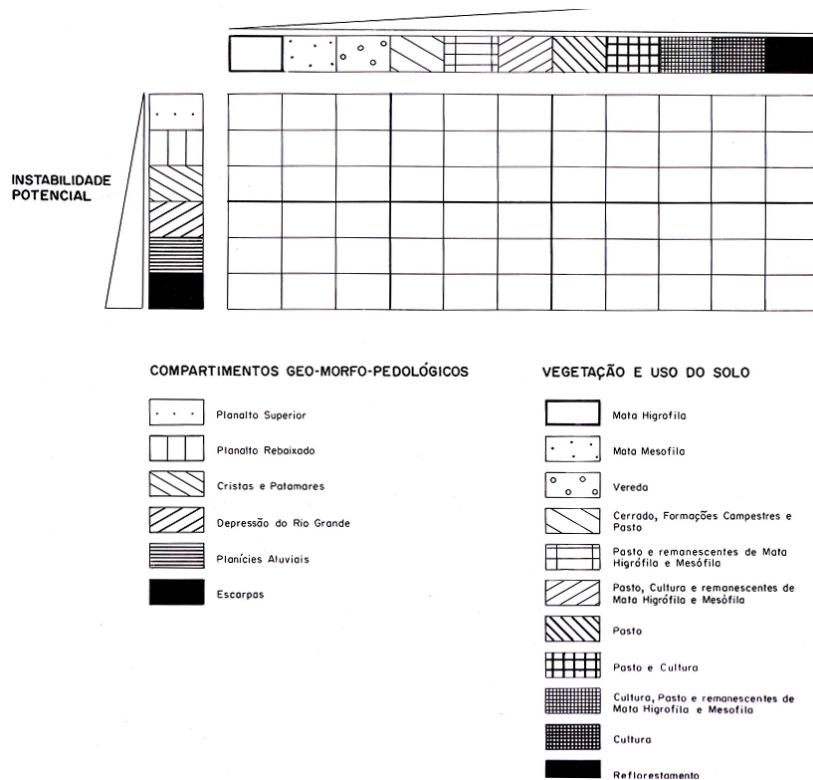 INSTABILIDADE
POTENCIAL
COMPARTIMENTOS GEO-MORFO-PEDOLÓGICOS
Planalto Superior
Planalto Rebaixado
Cristas e Patamares
Depressão do Rio Grande
Planícies Aluviais
Escarpas
VEGETAÇÃO E USO DO SOLO
Mata Higrofila
Mata Mesofila
Vereda
Cerrado, Formações Campestres e
Pasto
Pasto e remanescentes de Mata
Higrófila e Mesófila
Pasto, Cultura e remanescentes de
Mata Higrófila e Mesófila
Pasto
Pasto e Cultura
Cultura, Pasto e remanescentes de
Mata Higrofila e Mesofila
Cultura
Reflorestamento